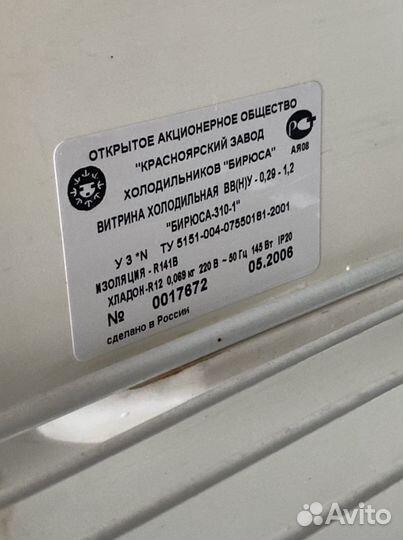 ОТКРЫТОЕ АКЦИОНЕРНОЕ ОБЩЕСТВО
"КРАСНОЯРСКИЙ ЗАВОД
ХОЛОДИЛЬНИКОВ "БИРЮСА"
АЯ08
ВИТРИНА ХОЛОДИЛЬНАЯ ВВ(Н)У - 0,29 - 1,2
"БИРЮСА-310-1"
У 3 *N ТУ 5151-004-07550181-2001
ИЗОЛЯЦИЯ - R141B
ХЛАДОН-R12 0,069 кг 220 В ~ 50 Гц 145 Вт IP20
№ 0017672 05.2006
сделано в России
Avito